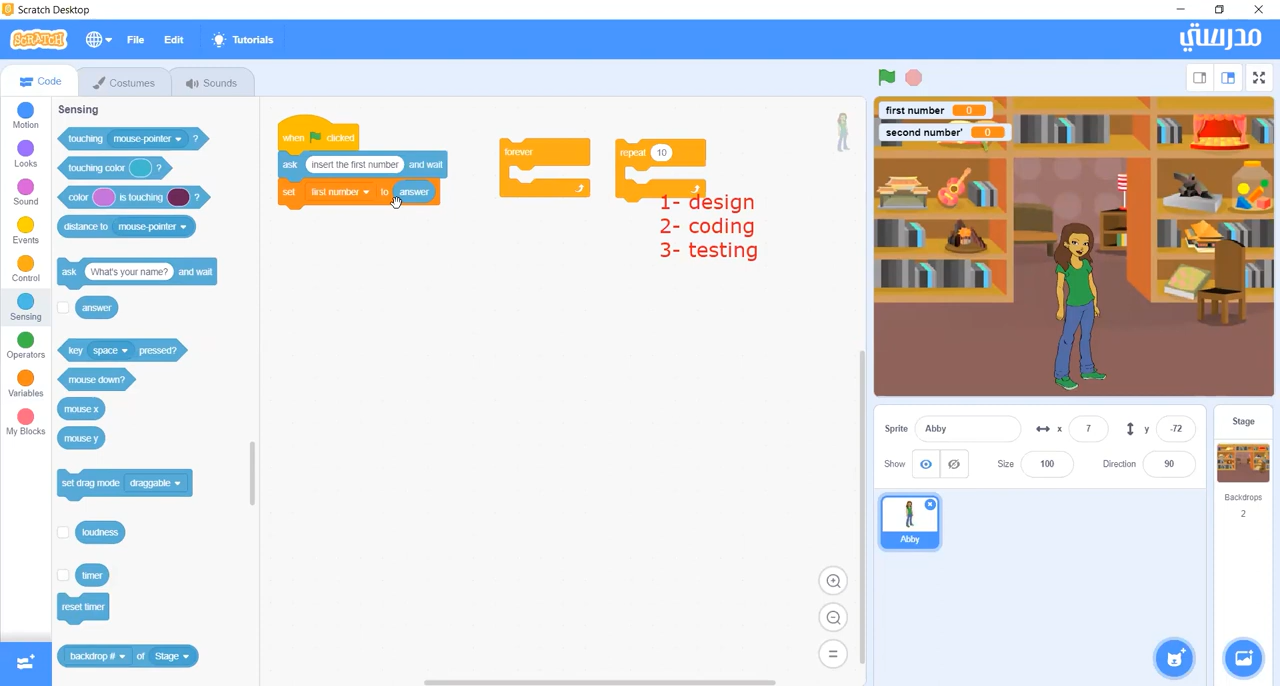 Scratch Desktop
SCRATCH
File
Edit
Tutorials
مدرستي
Code
Costumes
Sounds
Motion
Looks
Sound
Events
Control
Sensing
Operators
Variables
My Blocks
Sensing
touching mouse-pointer ?
touching color ?
color is touching ?
distance to mouse-pointer
ask What's your name? and wait
answer
key space pressed?
mouse down?
mouse x
mouse y
set drag mode draggable
loudness
timer
reset timer
backdrop # of Stage
when clicked
ask insert the first number and wait
set first number to answer
forever
repeat 10
1- design
2- coding
3- testing
first number 0
second number' 0
Sprite Abby x 7 y -72
Show Size 100 Direction 90
Abby
Stage
Backdrops
2